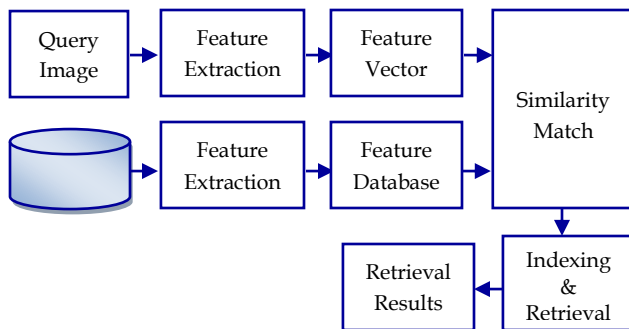 Query
Image
Feature
Extraction
Feature
Vector
Similarity
Match
Feature
Extraction
Feature
Database
Indexing
&
Retrieval
Retrieval
Results